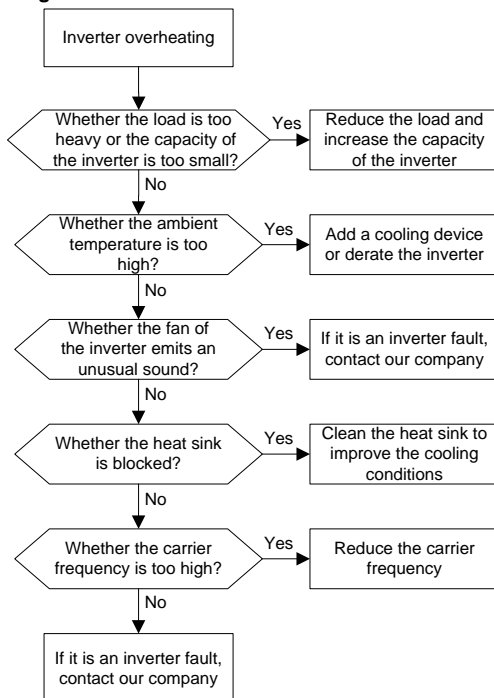 Inverter overheating
Whether the load is too
heavy or the capacity of
the inverter is too small?
Yes
Reduce the load and
increase the capacity
of the inverter
No
Whether the ambient
temperature is too
high?
Yes
Add a cooling device
or derate the inverter
No
Whether the fan of
the inverter emits an
unusual sound?
Yes
If it is an inverter fault,
contact our company
No
Whether the heat sink
is blocked?
Yes
Clean the heat sink to
improve the cooling
conditions
No
Whether the carrier
frequency is too high?
Yes
Reduce the carrier
frequency
No
If it is an inverter fault,
contact our company